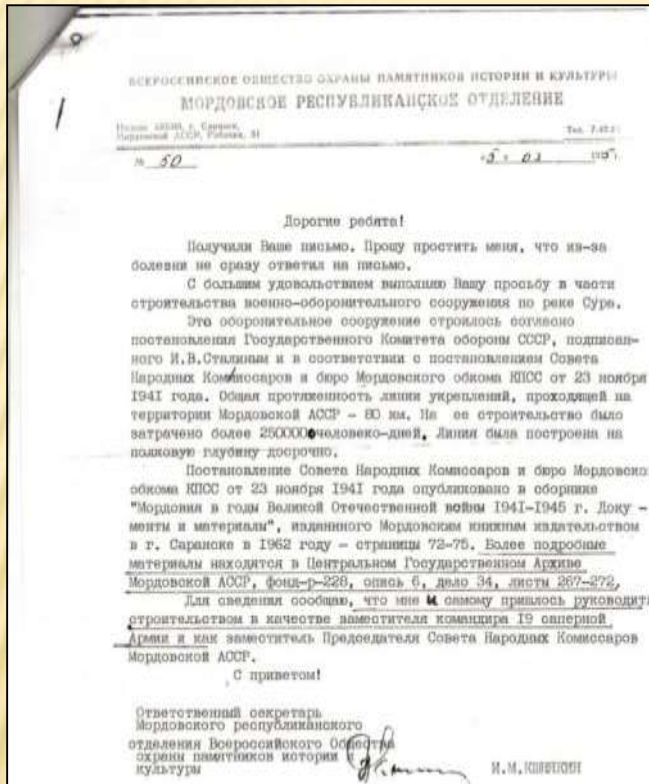 ВСЕРОССИЙСКОЕ ОБЩЕСТВО ОХРАНЫ ПАМЯТНИКОВ ИСТОРИИ И КУЛЬТУРЫ
МОРДОВСКОЕ РЕСПУБЛИКАНСКОЕ ОТДЕЛЕНИЕ
г. Саранск,
Мордовской АССР, Рабочая,
Тел.
№ 50
Дорогие ребята!
Получили Ваше письмо. Прошу простить меня, что из-за
болезни не сразу ответил на письмо.
С большим удовольствием выполняю Вашу просьбу в части
строительства военно-оборонительного сооружения по реке Сура.
Это оборонительное сооружение строилось согласно
постановления Государственного Комитета обороны СССР, подписан-
ного И.В.Сталиным и в соответствии с постановлением Совета
Народных Комиссаров и бюро Мордовского обкома КПСС от 23 ноября
1941 года. Общая протяженность линии укреплений, проходящей на
территории Мордовской АССР - 80 км. На ее строительство было
затрачено более 250000 человеко-дней. Линия была построена на
полковую глубину досрочно.
Постановление Совета Народных Комиссаров и бюро Мордовско
обкома КПСС от 23 ноября 1941 года опубликовано в сборнике
"Мордовия в годы Великой Отечественной войны 1941-1945 г. Доку -
менты и материалы", изданного Мордовским книжным издательством
в г. Саранске в 1962 году - страницы 72-75. Более подробные
материалы находятся в Центральном Государственном Архиве
Мордовской АССР, фонд-р-228, опись 6, дело 34, листы 267-272,
Для сведения сообщаю, что мне и самому пришлось руководит
строительством в качестве заместителя командира 19 саперной
Армии и как заместитель Председателя Совета Народных Комиссаров
Мордовской АССР.
С приветом!
Ответственный секретарь
Мордовского республиканского
отделения Всероссийского Общества
охраны памятников истории и
культуры
И.М.